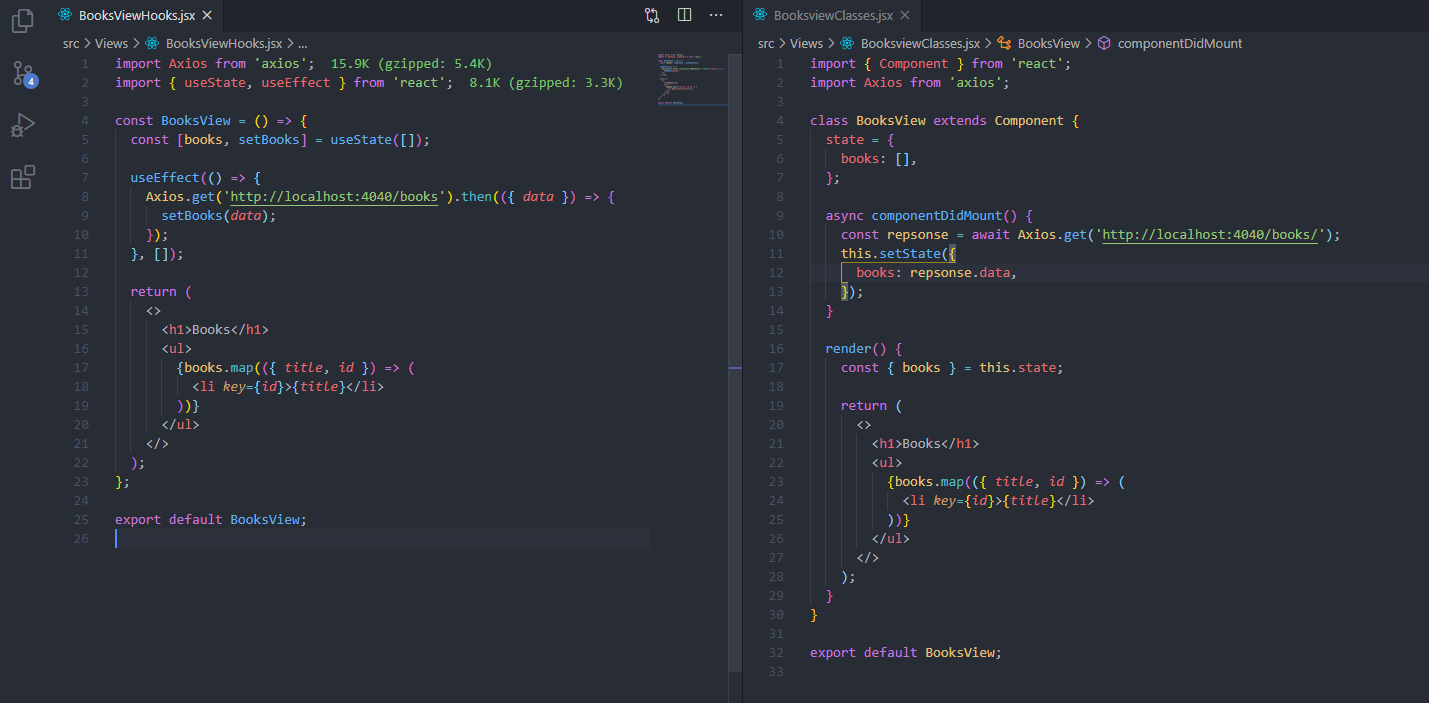 BooksViewHooks.jsx
src > Views > BooksViewHooks.jsx > ...
4
1 import Axios from 'axios';  15.9K (gzipped: 5.4K)
2 import { useState, useEffect } from 'react';  8.1K (gzipped: 3.3K)
3
4 const BooksView = () => {
5   const [books, setBooks] = useState([]);
6
7   useEffect(() => {
8     Axios.get('http://localhost:4040/books').then(({ data }) => {
9       setBooks(data);
10     });
11   }, []);
12
13   return (
14     <>
15       <h1>Books</h1>
16       <ul>
17         {books.map(({ title, id }) => (
18           <li key={id}>{title}</li>
19         ))}
20       </ul>
21     </>
22   );
23 };
24
25 export default BooksView;
26
BooksviewClasses.jsx
src > Views > BooksviewClasses.jsx > BooksView > componentDidMount
1 import { Component } from 'react';
2 import Axios from 'axios';
3
4 class BooksView extends Component {
5   state = {
6     books: [],
7   };
8
9   async componentDidMount() {
10     const repsonse = await Axios.get('http://localhost:4040/books/');
11     this.setState({
12       books: repsonse.data,
13     });
14   }
15
16   render() {
17     const { books } = this.state;
18
19     return (
20       <>
21         <h1>Books</h1>
22         <ul>
23           {books.map(({ title, id }) => (
24             <li key={id}>{title}</li>
25           ))}
26         </ul>
27       </>
28     );
29   }
30 }
31
32 export default BooksView;
33